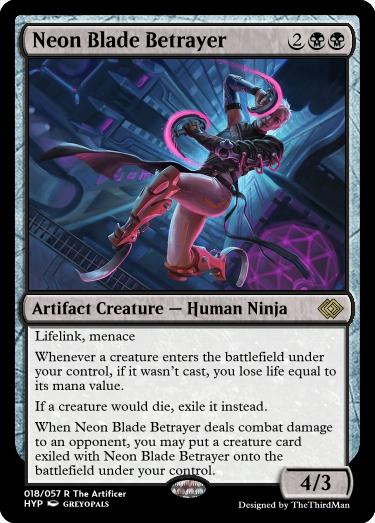 Neon Blade Betrayer 2
Artifact Creature — Human Ninja
Lifelink, menace
Whenever a creature enters the battlefield under
your control, if it wasn't cast, you lose life equal to
its mana value.
If a creature would die, exile it instead.
When Neon Blade Betrayer deals combat damage
to an opponent, you may put a creature card
exiled with Neon Blade Betrayer onto the
battlefield under your control.
4/3
018/057 R The Artificer
HYP GREYOPALS
Designed by TheThirdMan